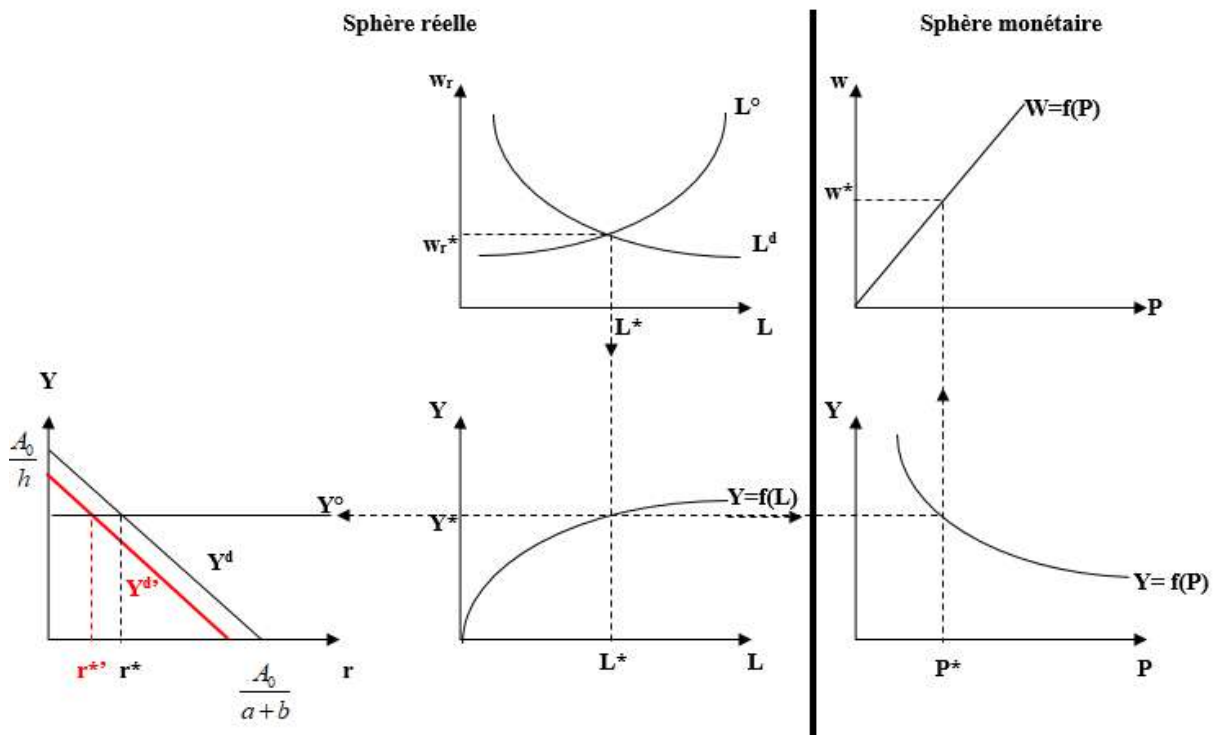 Sphère réelle
Sphère monétaire
w_r
L°
w_r*
L^d
L*
L
w
W=f(P)
w*
P
Y
A_0/h
Y°
Y^d
Y^d'
r*'
r*
r
A_0/(a+b)
Y
Y=f(L)
Y*
L*
L
Y
Y= f(P)
P*
P